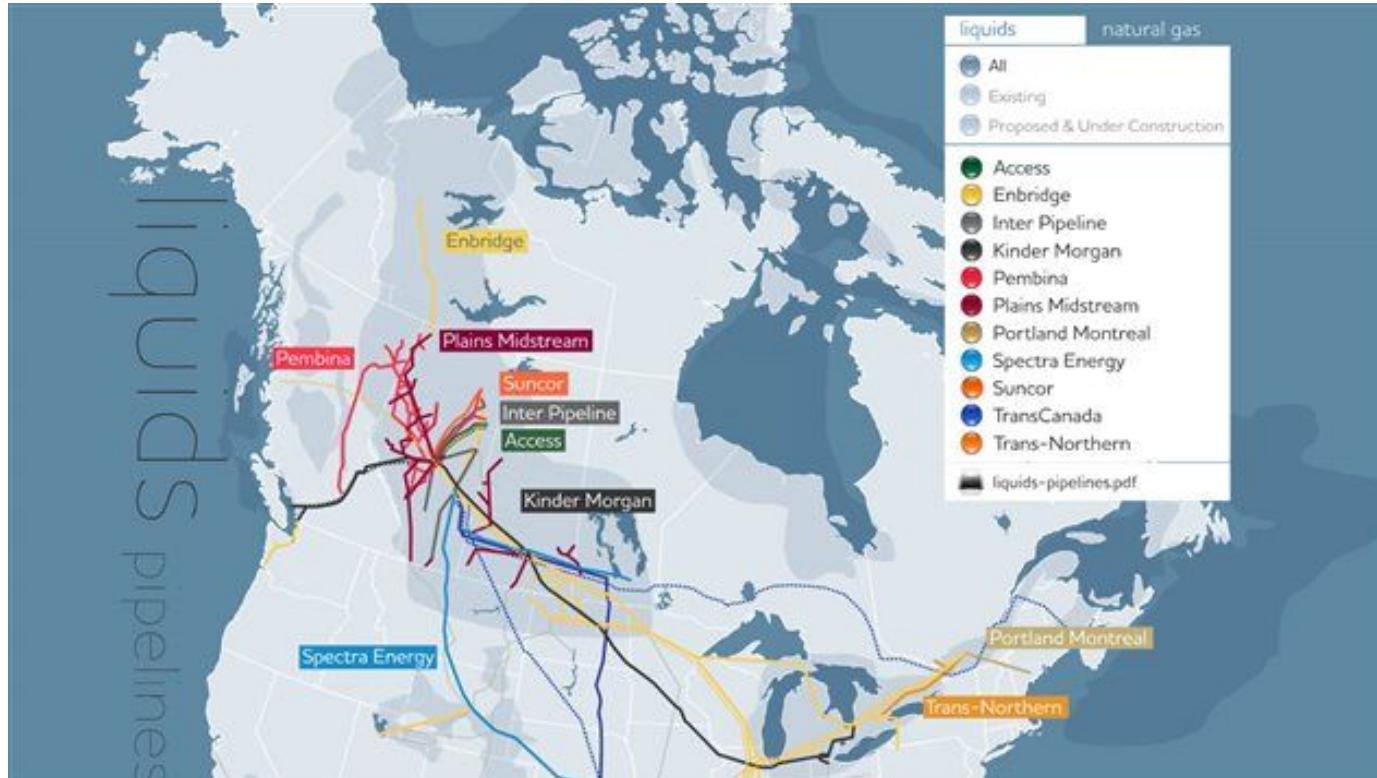 liquids pipelines
liquids
natural gas
All
Existing
Proposed & Under Construction
Access
Enbridge
Inter Pipeline
Kinder Morgan
Pembina
Plains Midstream
Portland Montreal
Spectra Energy
Suncor
TransCanada
Trans-Northern
liquids-pipelines.pdf
Enbridge
Plains Midstream
Pembina
Suncor
Inter Pipeline
Access
Kinder Morgan
Portland Montreal
Spectra Energy
Trans-Northern